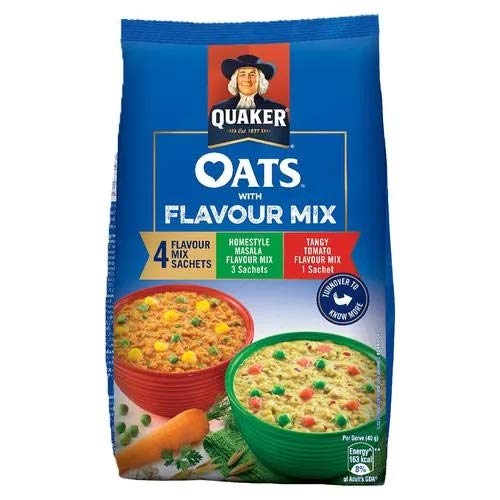 QUAKER
Est 1877
OATS
WITH
FLAVOUR MIX
4 FLAVOUR MIX SACHETS
HOMESTYLE
MASALA
FLAVOUR MIX
3 Sachets
TANGY
TOMATO
FLAVOUR MIX
1 Sachet
TURNOVER TO
KNOW MORE
Per Serve (40 g)
Energy^
163 kcal
8%
of Adult's GDA